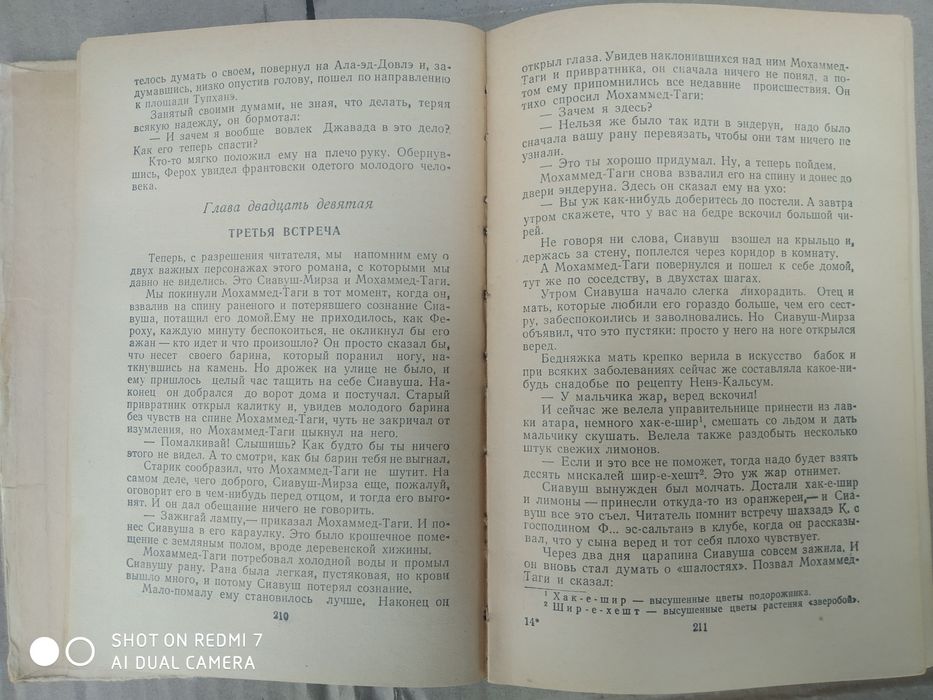 телось думать о своем, повернул на Ала-эд-Довлэ и, за-
думавшись, низко опустив голову, пошел по направлению
к площади Тупханэ.
Занятый своими думами, не зная, что делать, теряя
всякую надежду, он бормотал:
— И зачем я вообще вовлек Джавада в это дело?
Как его теперь спасти?
Кто-то мягко положил ему на плечо руку. Обернув-
шись, Ферох увидел франтовски одетого молодого чело-
века.
Глава двадцать девятая
ТРЕТЬЯ ВСТРЕЧА
Теперь, с разрешения читателя, мы напомним ему о
двух важных персонажах этого романа, с которыми мы
давно не виделись. Это Сиавуш-Мирза и Мохаммед-Таги.
Мы покинули Мохаммед-Таги в тот момент, когда он,
взвалив на спину раненого и потерявшего сознание Сиа-
вуша, потащил его домой.Ему не приходилось, как Фе-
роху, каждую минуту беспокоиться, не окликнул бы его
ажан — кто идет и что произошло? Он просто сказал бы,
что несет своего барина, который поранил ногу, на-
ткнувшись на камень. Но дрожек на улице не было, и
ему пришлось целый час тащить на себе Сиавуша. На-
конец он добрался до ворот дома и постучал. Старый
привратник открыл калитку и, увидев молодого барина
без чувств на спине Мохаммед-Таги, чуть не закричал от
изумления, но Мохаммед-Таги цыкнул на него.
— Помалкивай! Слышишь? Как будто бы ты ничего
этого не видел. А то смотри, как бы барин тебя не выгнал.
Старик сообразил, что Мохаммед-Таги не шутит. На
самом деле, чего доброго, Сиавуш-Мирза еще, пожалуй,
оговорит его в чем-нибудь перед отцом, и тогда его выго-
нят. И он дал обещание ничего не говорить.
— Зажигай лампу,— приказал Мохаммед-Таги. И по-
нес Сиавуша в его караулку. Это было крошечное поме-
щение с земляным полом, вроде деревенской хижины.
Мохаммед-Таги потребовал холодной воды и промыл
Сиавушу рану. Рана была легкая, пустяковая, но крови
вышло много, и потому Сиавуш потерял сознание.
Мало-помалу ему становилось лучше. Наконец он
210
открыл глаза. Увидев наклонившихся над ним Мохаммед-
Таги и привратника, он сначала ничего не понял, а по-
том ему припомнились все недавние происшествия. Он
тихо спросил Мохаммед-Таги:
— Зачем я здесь?
— Нельзя же было так идти в эндерун, надо было
сначала вашу рану перевязать, чтобы они там ничего не
узнали.
— Это ты хорошо придумал. Ну, а теперь пойдем.
Мохаммед-Таги снова взвалил его на спину и донес до
двери эндеруна. Здесь он сказал ему на ухо:
— Вы уж как-нибудь доберитесь до постели. А завтра
утром скажете, что у вас на бедре вскочил большой чи-
рей.
Не говоря ни слова, Сиавуш взошел на крыльцо и,
держась за стену, поплелся через коридор в комнату.
А Мохаммед-Таги повернулся и пошел к себе домой,
тут же по соседству, в двухстах шагах.
Утром Сиавуша начало слегка лихорадить. Отец и
мать, которые любили его гораздо больше, чем его сест-
ру, забеспокоились и заволновались. Но Сиавуш-Мирза
объявил, что это пустяки: просто у него на ноге открылся
веред.
Бедняжка мать крепко верила в искусство бабок и
при всяких заболеваниях сейчас же составляла какое-ни-
будь снадобье по рецепту Ненэ-Кальсум.
— У мальчика жар, веред вскочил!
И сейчас же велела управительнице принести из лав-
ки атара, немного хак-е-шир¹, смешать со льдом и дать
мальчику скушать. Велела также раздобыть несколько
штук свежих лимонов.
— Если и это все не поможет, тогда надо будет взять
десять мискалей шир-е-хешт². Это уж жар отнимет.
Сиавуш вынужден был молчать. Достали хак-е-шир
и лимоны — принесли откуда-то из оранжереи,— и Сиа-
вуш все это съел. Читатель помнит встречу шахзадэ К. с
господином Ф... эс-сальтанэ в клубе, когда он рассказы-
вал, что у сына веред и тот себя плохо чувствует.
Через два дня царапина Сиавуша совсем зажила. И
он вновь стал думать о «шалостях». Позвал Мохаммед-
Таги и сказал:
¹ Хак-е-шир — высушенные цветы подорожника.
² Шир-е-хешт — высушенные цветы растения «зверобой».
14*
211
SHOT ON REDMI 7
AI DUAL CAMERA